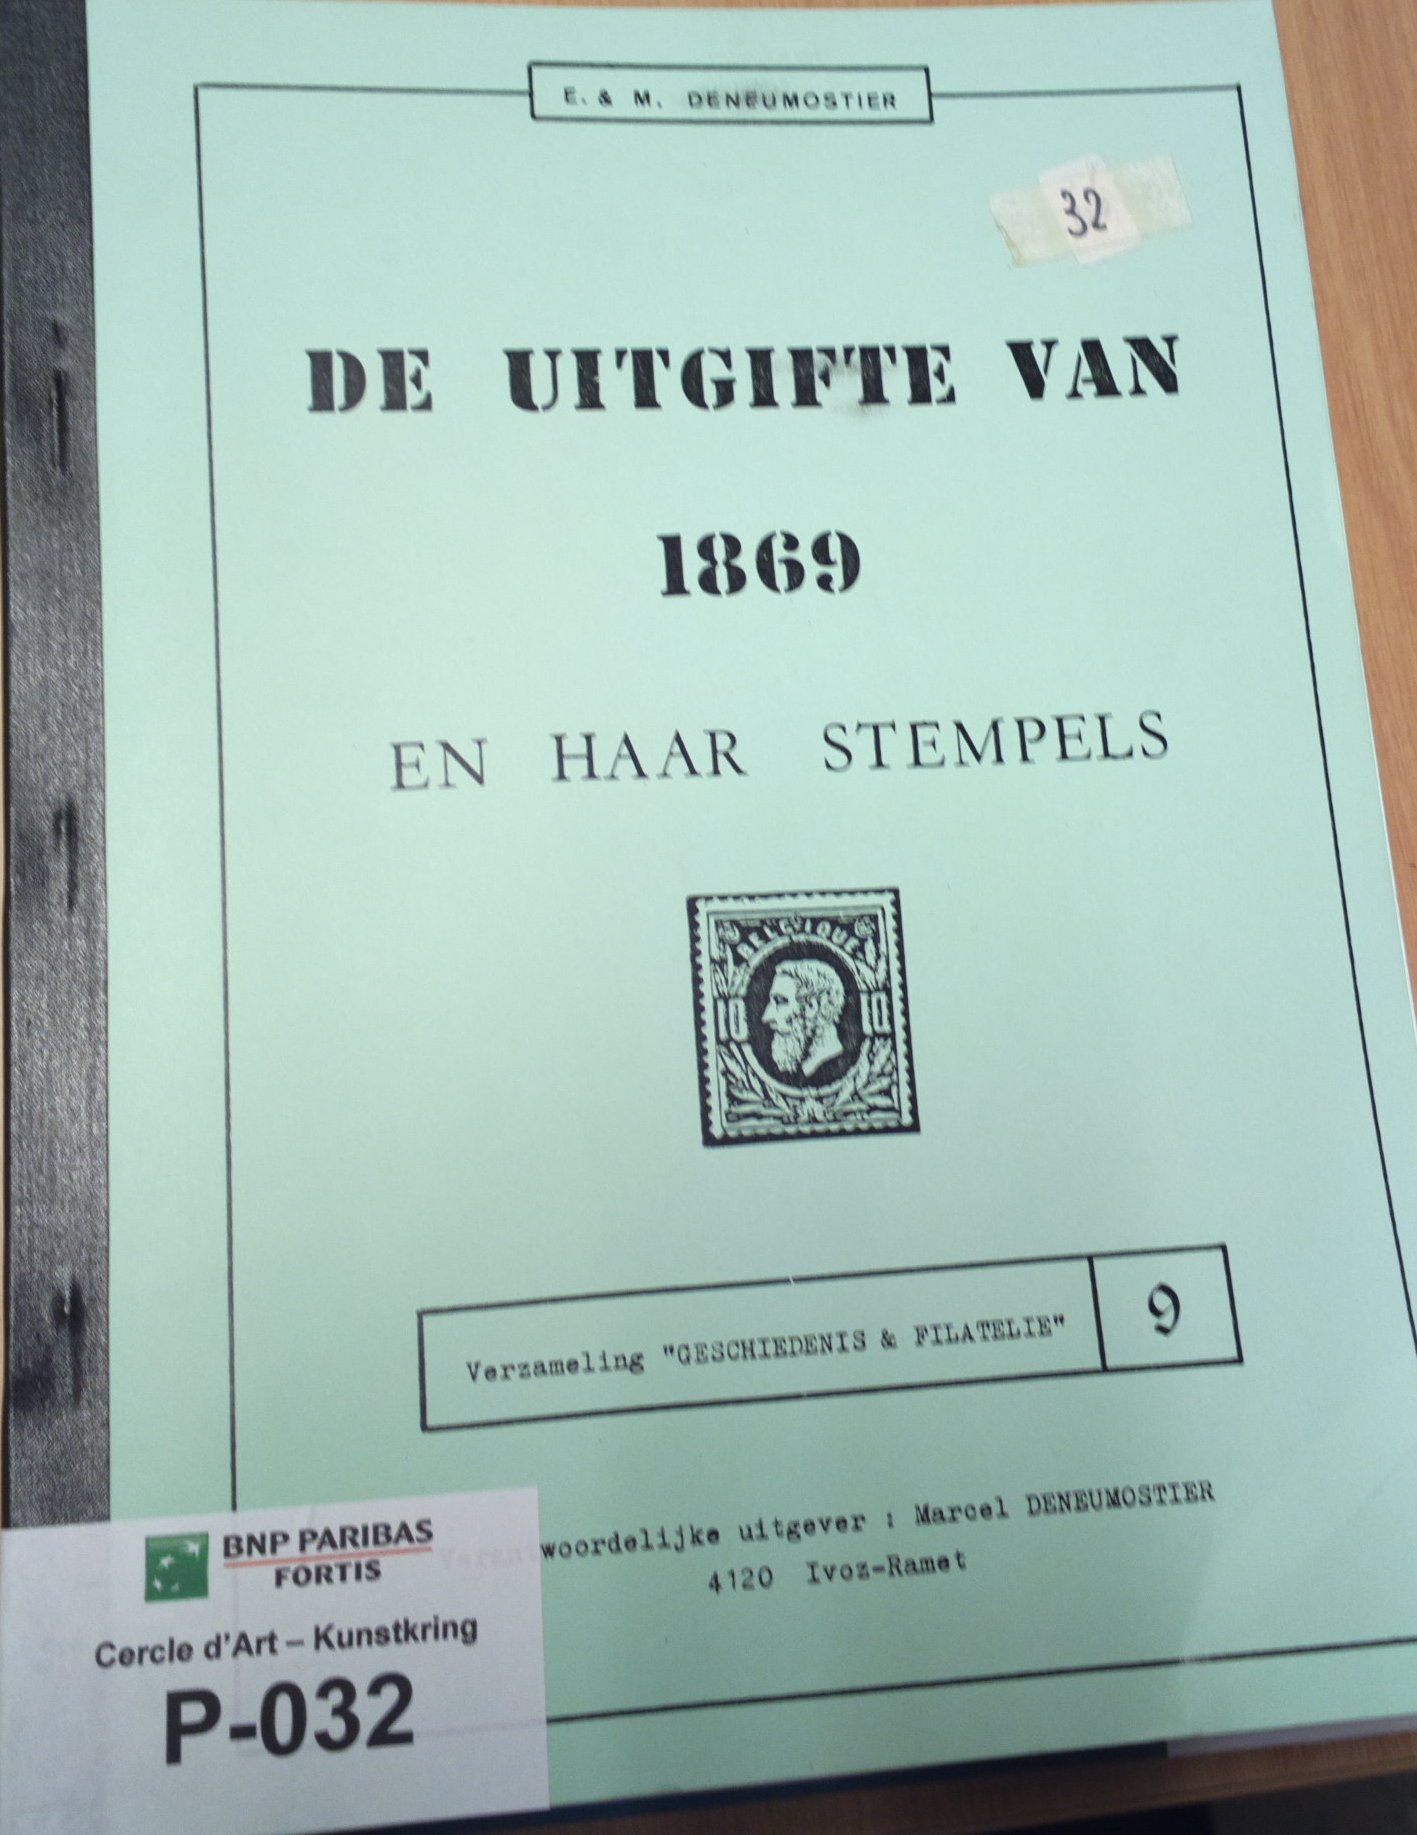 E. & M. DENEUMOSTIER
32
DE UITGIFTE VAN
1869
EN HAAR STEMPELS
BELGIQUE
10 10
Verzameling "GESCHIEDENIS & FILATELIE" 9
Verantwoordelijke uitgever : Marcel DENEUMOSTIER
4120 Ivoz-Ramet
BNP PARIBAS
FORTIS
Cercle d'Art – Kunstkring
P-032